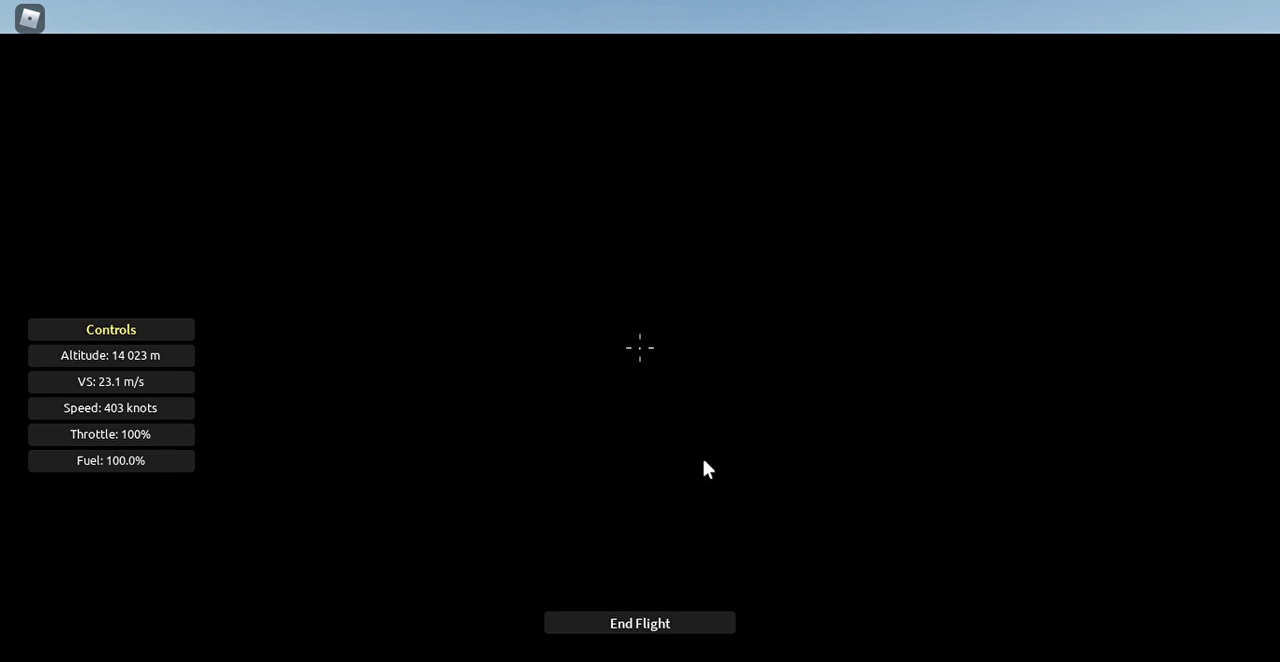 Controls
Altitude: 14 023 m
VS: 23.1 m/s
Speed: 403 knots
Throttle: 100%
Fuel: 100.0%
End Flight